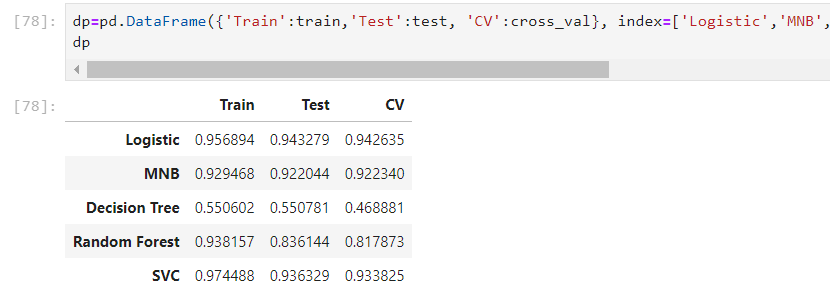 [78]: dp=pd.DataFrame({'Train':train,'Test':test, 'CV':cross_val}, index=['Logistic','MNB',
dp
[78]:
Train Test CV
Logistic 0.956894 0.943279 0.942635
MNB 0.929468 0.922044 0.922340
Decision Tree 0.550602 0.550781 0.468881
Random Forest 0.938157 0.836144 0.817873
SVC 0.974488 0.936329 0.933825